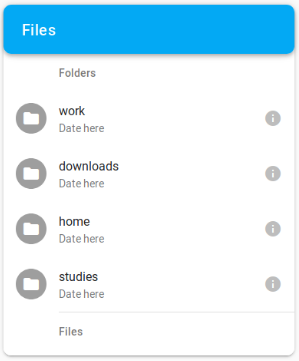 Files
Folders
work
Date here
downloads
Date here
home
Date here
studies
Date here
Files